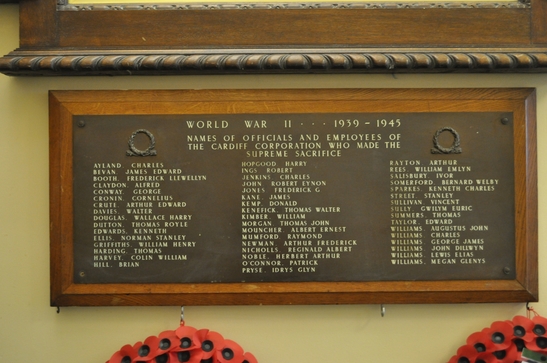 WORLD WAR II ··· 1939 - 1945
NAMES OF OFFICIALS AND EMPLOYEES OF
THE CARDIFF CORPORATION WHO MADE THE
SUPREME SACRIFICE
AYLAND. CHARLES
BEVAN. JAMES EDWARD
BOOTH. FREDERICK LLEWELLYN
CLAYDON. ALFRED
CONWAY. GEORGE
CRONIN. CORNELIUS
CRUTE. ARTHUR EDWARD
DAVIES. WALTER
DOUGLAS. WALLACE HARRY
DUTTON. THOMAS ROYLE
EDWARDS. KENNETH
ELLIS. NORMAN STANLEY
GRIFFITHS. WILLIAM HENRY
HARDING. THOMAS
HARVEY. COLIN WILLIAM
HILL. BRIAN
HOPGOOD HARRY
INGS. ROBERT
JENKINS. CHARLES
JOHN. ROBERT EYNON
JONES. FREDERICK G.
KANE. JAMES
KEMP. DONALD
KENEFICK. THOMAS WALTER
KIMBER. WILLIAM
MORGAN. THOMAS JOHN
MOUNCHER. ALBERT ERNEST
MUMFORD. RAYMOND
NEWMAN. ARTHUR FREDERICK
NICHOLLS. REGINALD ALBERT
NOBLE. HERBERT ARTHUR
O'CONNOR. PATRICK
PRYSE. IDRYS GLYN
RAYTON. ARTHUR
REES. WILLIAM EMLYN
SALISBURY. IVOR
SOMERFORD. BERNARD WELBY
SPARKES. KENNETH CHARLES
STREET. STANLEY
SULLIVAN. VINCENT
SULLY. GWILYM EURIC
SUMMERS. THOMAS
TAYLOR. EDWARD
WILLIAMS. AUGUSTUS JOHN
WILLIAMS. CHARLES
WILLIAMS. GEORGE JAMES
WILLIAMS. JOHN DILLWYN
WILLIAMS. LEWIS ELIAS
WILLIAMS. MEGAN GLENYS